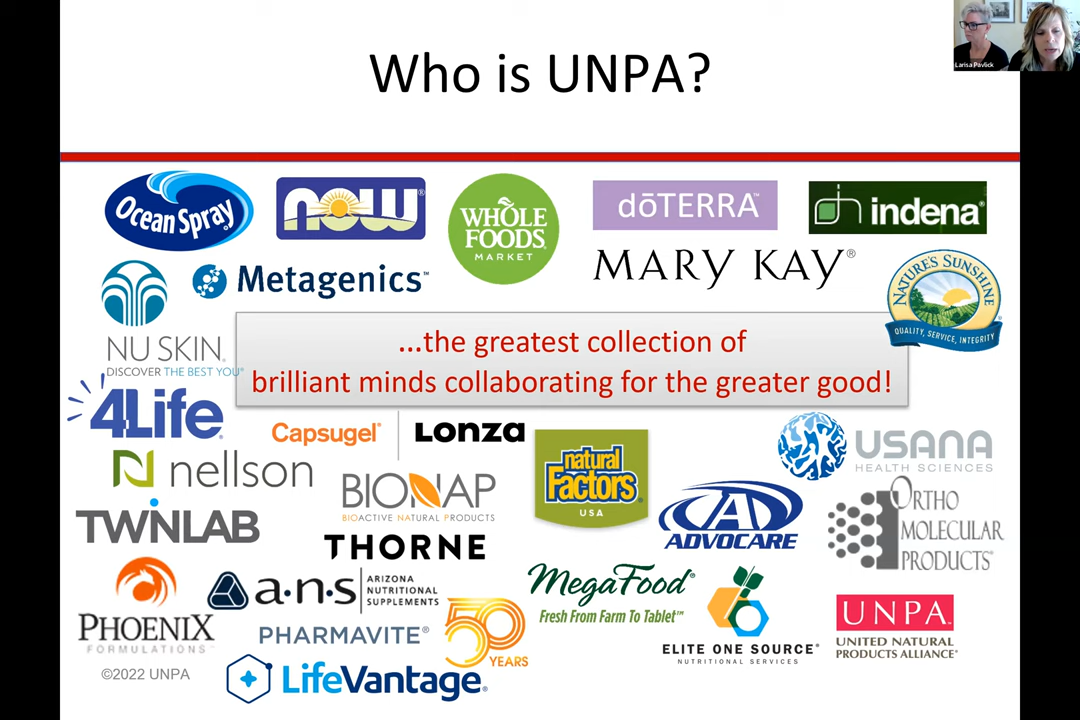 Who is UNPA?
Larisa Pavlick
Ocean Spray
NOW®
WHOLE
FOODS
MARKET
dōTERRA™
indena®
MARY KAY®
Metagenics™
NATURE'S SUNSHINE
QUALITY, SERVICE, INTEGRITY
NU SKIN®
DISCOVER THE BEST YOU®
...the greatest collection of
brilliant minds collaborating for the greater good!
4Life®
Capsugel®
Lonza
natural
Factors®
USA
USANA
HEALTH SCIENCES
nellson
BIONAP
BIOACTIVE NATURAL PRODUCTS
ADVOCARE
ORTHO
MOLECULAR
PRODUCTS®
TWINLAB
THORNE
a·n·s
ARIZONA
NUTRITIONAL
SUPPLEMENTS
MegaFood®
Fresh From Farm To Tablet™
PHOENIX
FORMULATIONS™
PHARMAVITE®
50
YEARS
ELITE ONE SOURCE®
NUTRITIONAL SERVICES
UNPA
UNITED NATURAL
PRODUCTS ALLIANCE®
©2022 UNPA
LifeVantage®